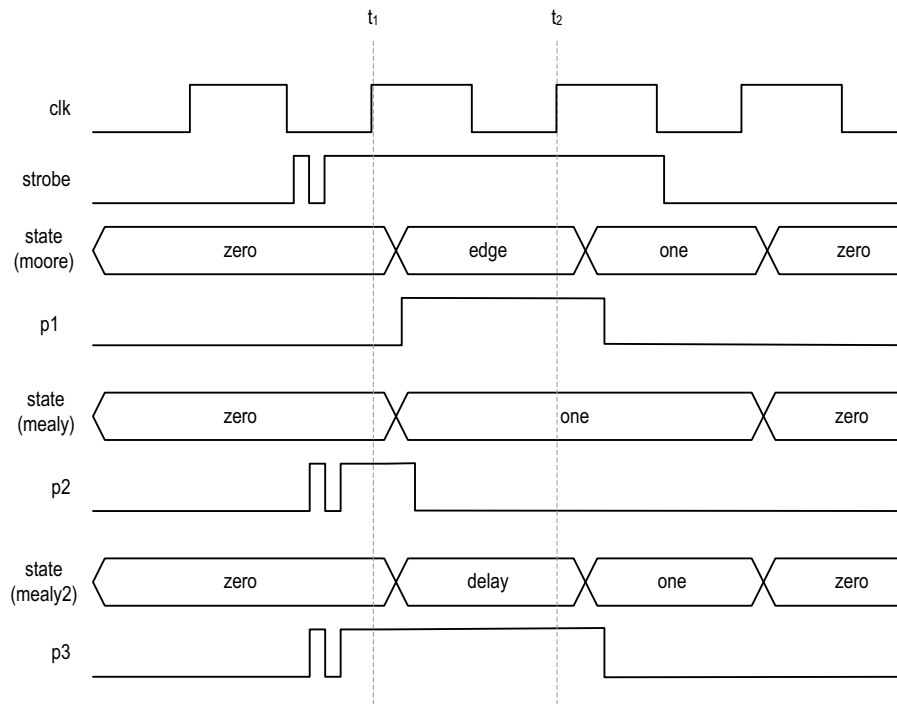 t1 t2
clk
strobe
state
(moore)
zero edge one zero
p1
state
(mealy)
zero one zero
p2
state
(mealy2)
zero delay one zero
p3